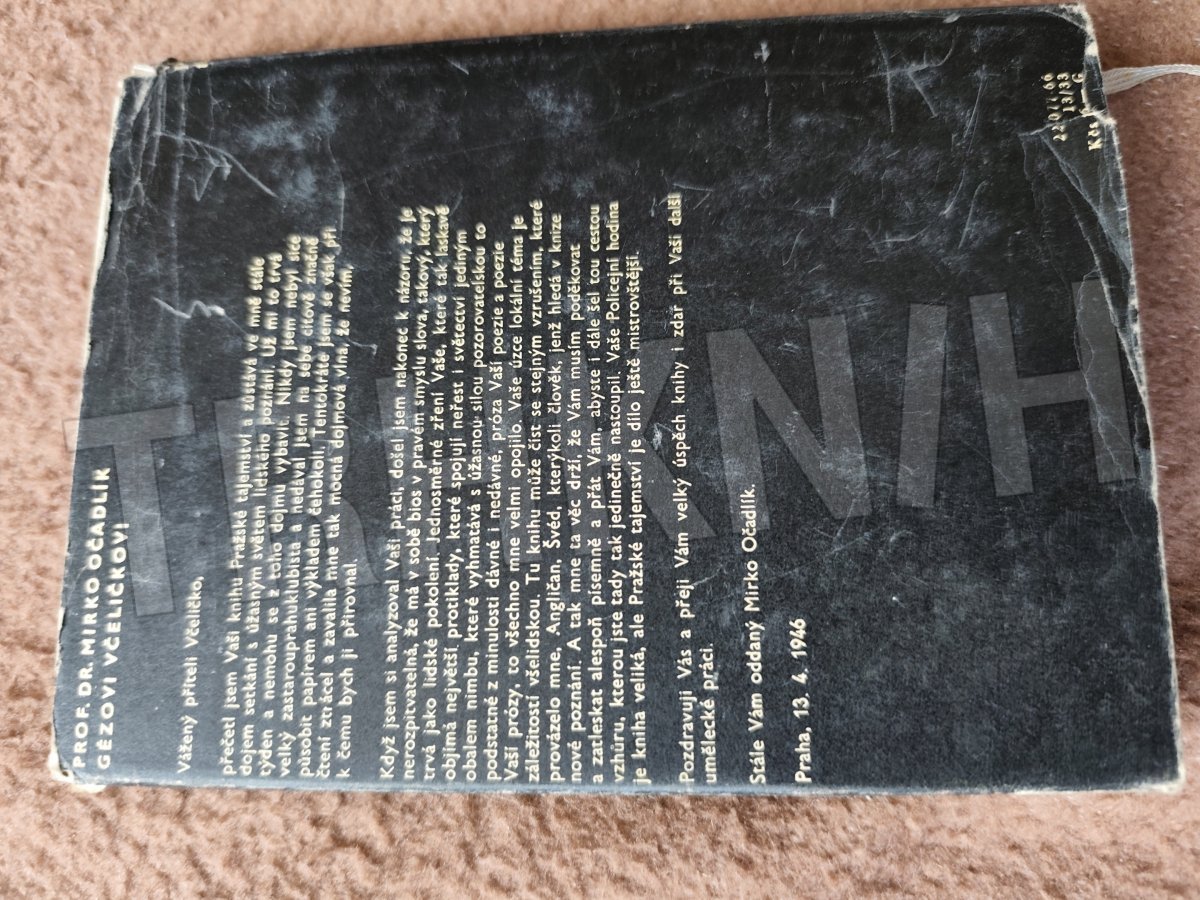 PROF. DR. MIRKO OČADLÍK
GÉZOVI VČELIČKOVI
Vážený příteli Včeličko,
přečetl jsem Vaši knihu Pražské tajemství a zůstává ve mně stále
dojem setkání s úžasným světem lidského poznání. Už mi to trvá
týden a nemohu se z toho dojmu vybavit. Nikdy jsem nebyl sice
velký zastarouprahuklubista a nedával jsem na sebe citově značně
působit papírem ani výkladem čehokoli. Tentokráte jsem se však při
čtení ztrácel a zavalila mne tak mocná dojmová vlna, že nevím,
k čemu bych ji přirovnal.
Když jsem si analyzoval Vaši práci, došel jsem nakonec k názoru, že je
nerozpitvatelná, že má v sobě bios v pravém smyslu slova, takový, který
trvá jako lidské pokolení. Jednosměrné zření Vaše, které tak laskavě
objímá největší protiklady, které spojují neřest i světectví jediným
obalem nimbu, které vyhmatává s úžasnou silou pozorovatelskou to
podstatné z minulosti dávné i nedávné, próza Vaší poezie a poezie
Vaší prózy, to všechno mne velmi opojilo. Vaše úzce lokální téma je
záležitostí všelidskou. Tu knihu může číst se stejným vzrušením, které
provázelo mne, Angličan, Švéd, kterýkoli člověk, jenž hledá v knize
nové poznání. A tak mne ta věc drží, že Vám musím poděkovat
a zatleskat alespoň písemně a přát Vám, abyste i dále šel tou cestou
vzhůru, kterou jste tady tak jedinečně nastoupil. Vaše Policejní hodina
je kniha veliká, ale Pražské tajemství je dílo ještě mistrovštější.
Pozdravuji Vás a přeji Vám velký úspěch knihy i zdar při Vaší další
umělecké práci.
Stále Vám oddaný Mirko Očadlík.
Praha, 13. 4. 1946
13/33
Kčs